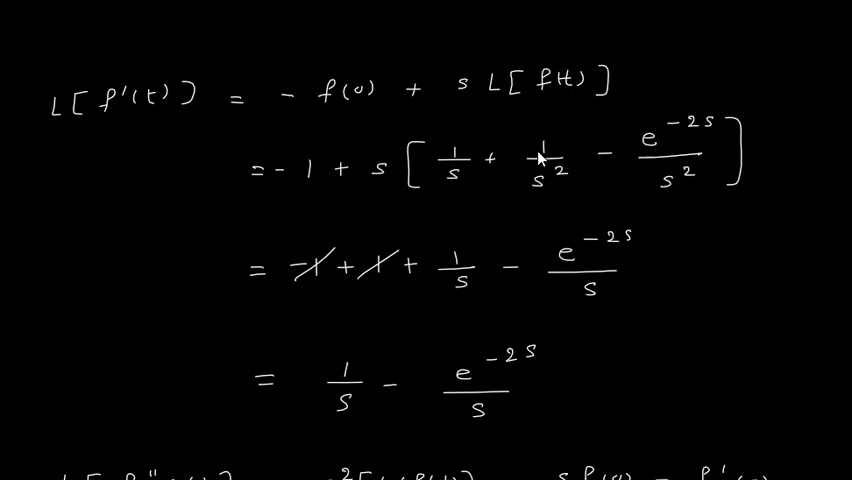 L[f'(t)] = - f(0) + s L[f(t)]
= - 1 + s [ 1/s + 1/s² - e^{-2s}/s² ]
= -1 + 1 + 1/s - e^{-2s}/s
= 1/s - e^{-2s}/s